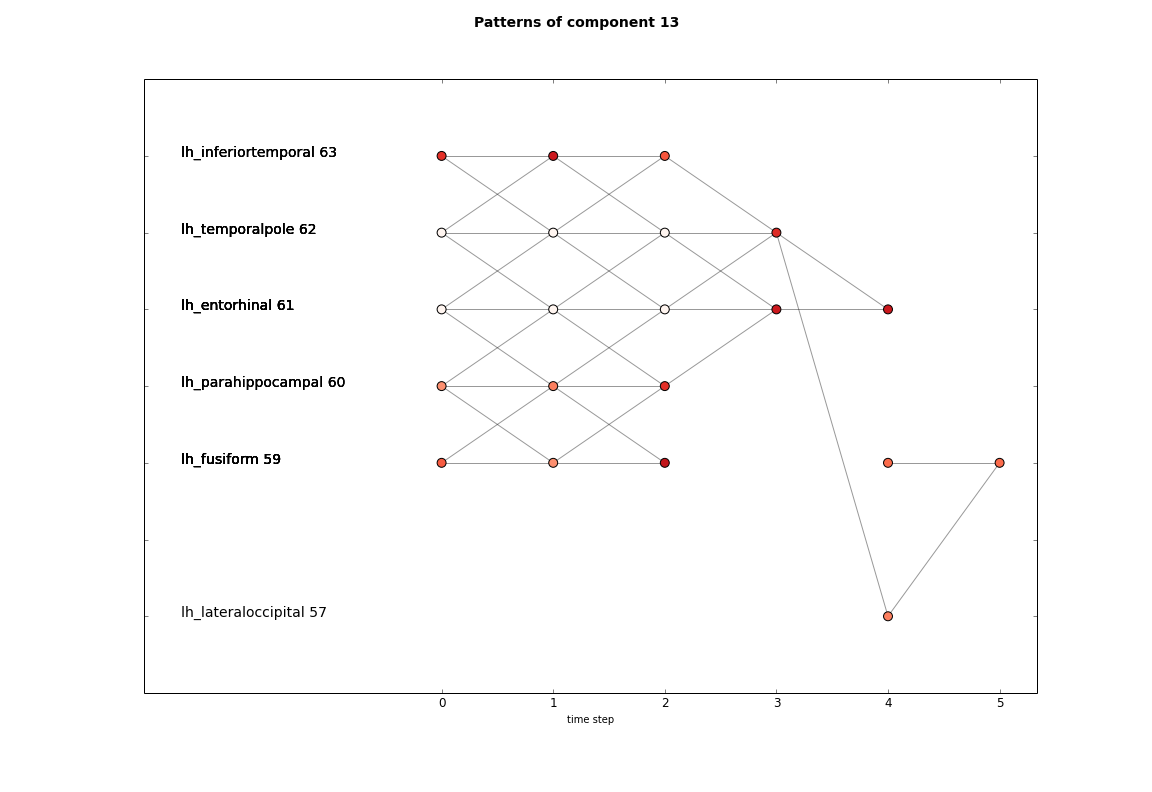 Patterns of component 13
lh_inferiortemporal 63
lh_temporalpole 62
lh_entorhinal 61
lh_parahippocampal 60
lh_fusiform 59
lh_lateraloccipital 57
0 1 2 3 4 5
time step